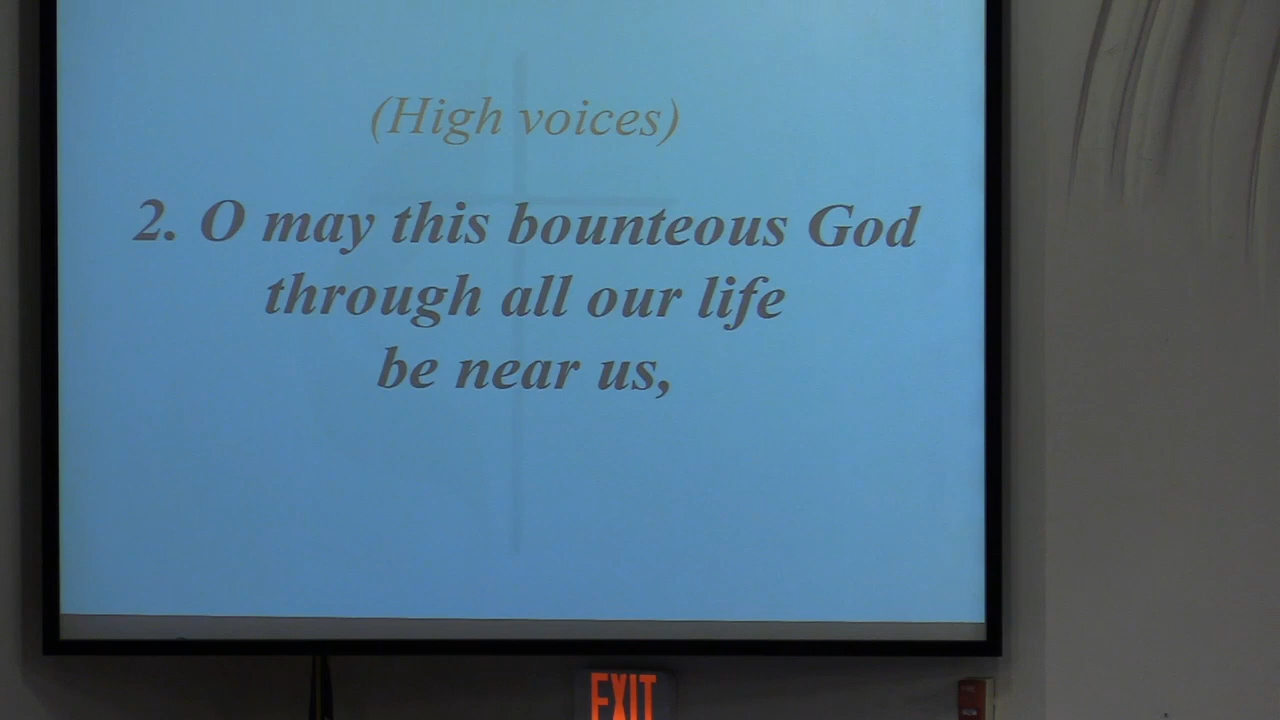 (High voices)
2. O may this bounteous God
through all our life
be near us,
EXIT